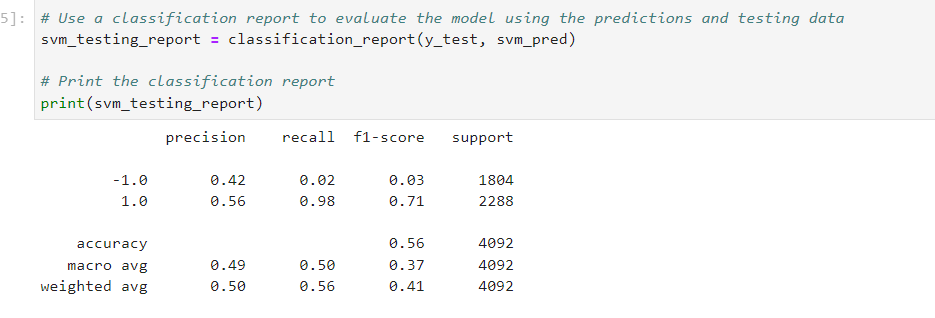 5]: # Use a classification report to evaluate the model using the predictions and testing data
svm_testing_report = classification_report(y_test, svm_pred)
# Print the classification report
print(svm_testing_report)
precision recall f1-score support
-1.0 0.42 0.02 0.03 1804
1.0 0.56 0.98 0.71 2288
accuracy 0.56 4092
macro avg 0.49 0.50 0.37 4092
weighted avg 0.50 0.56 0.41 4092